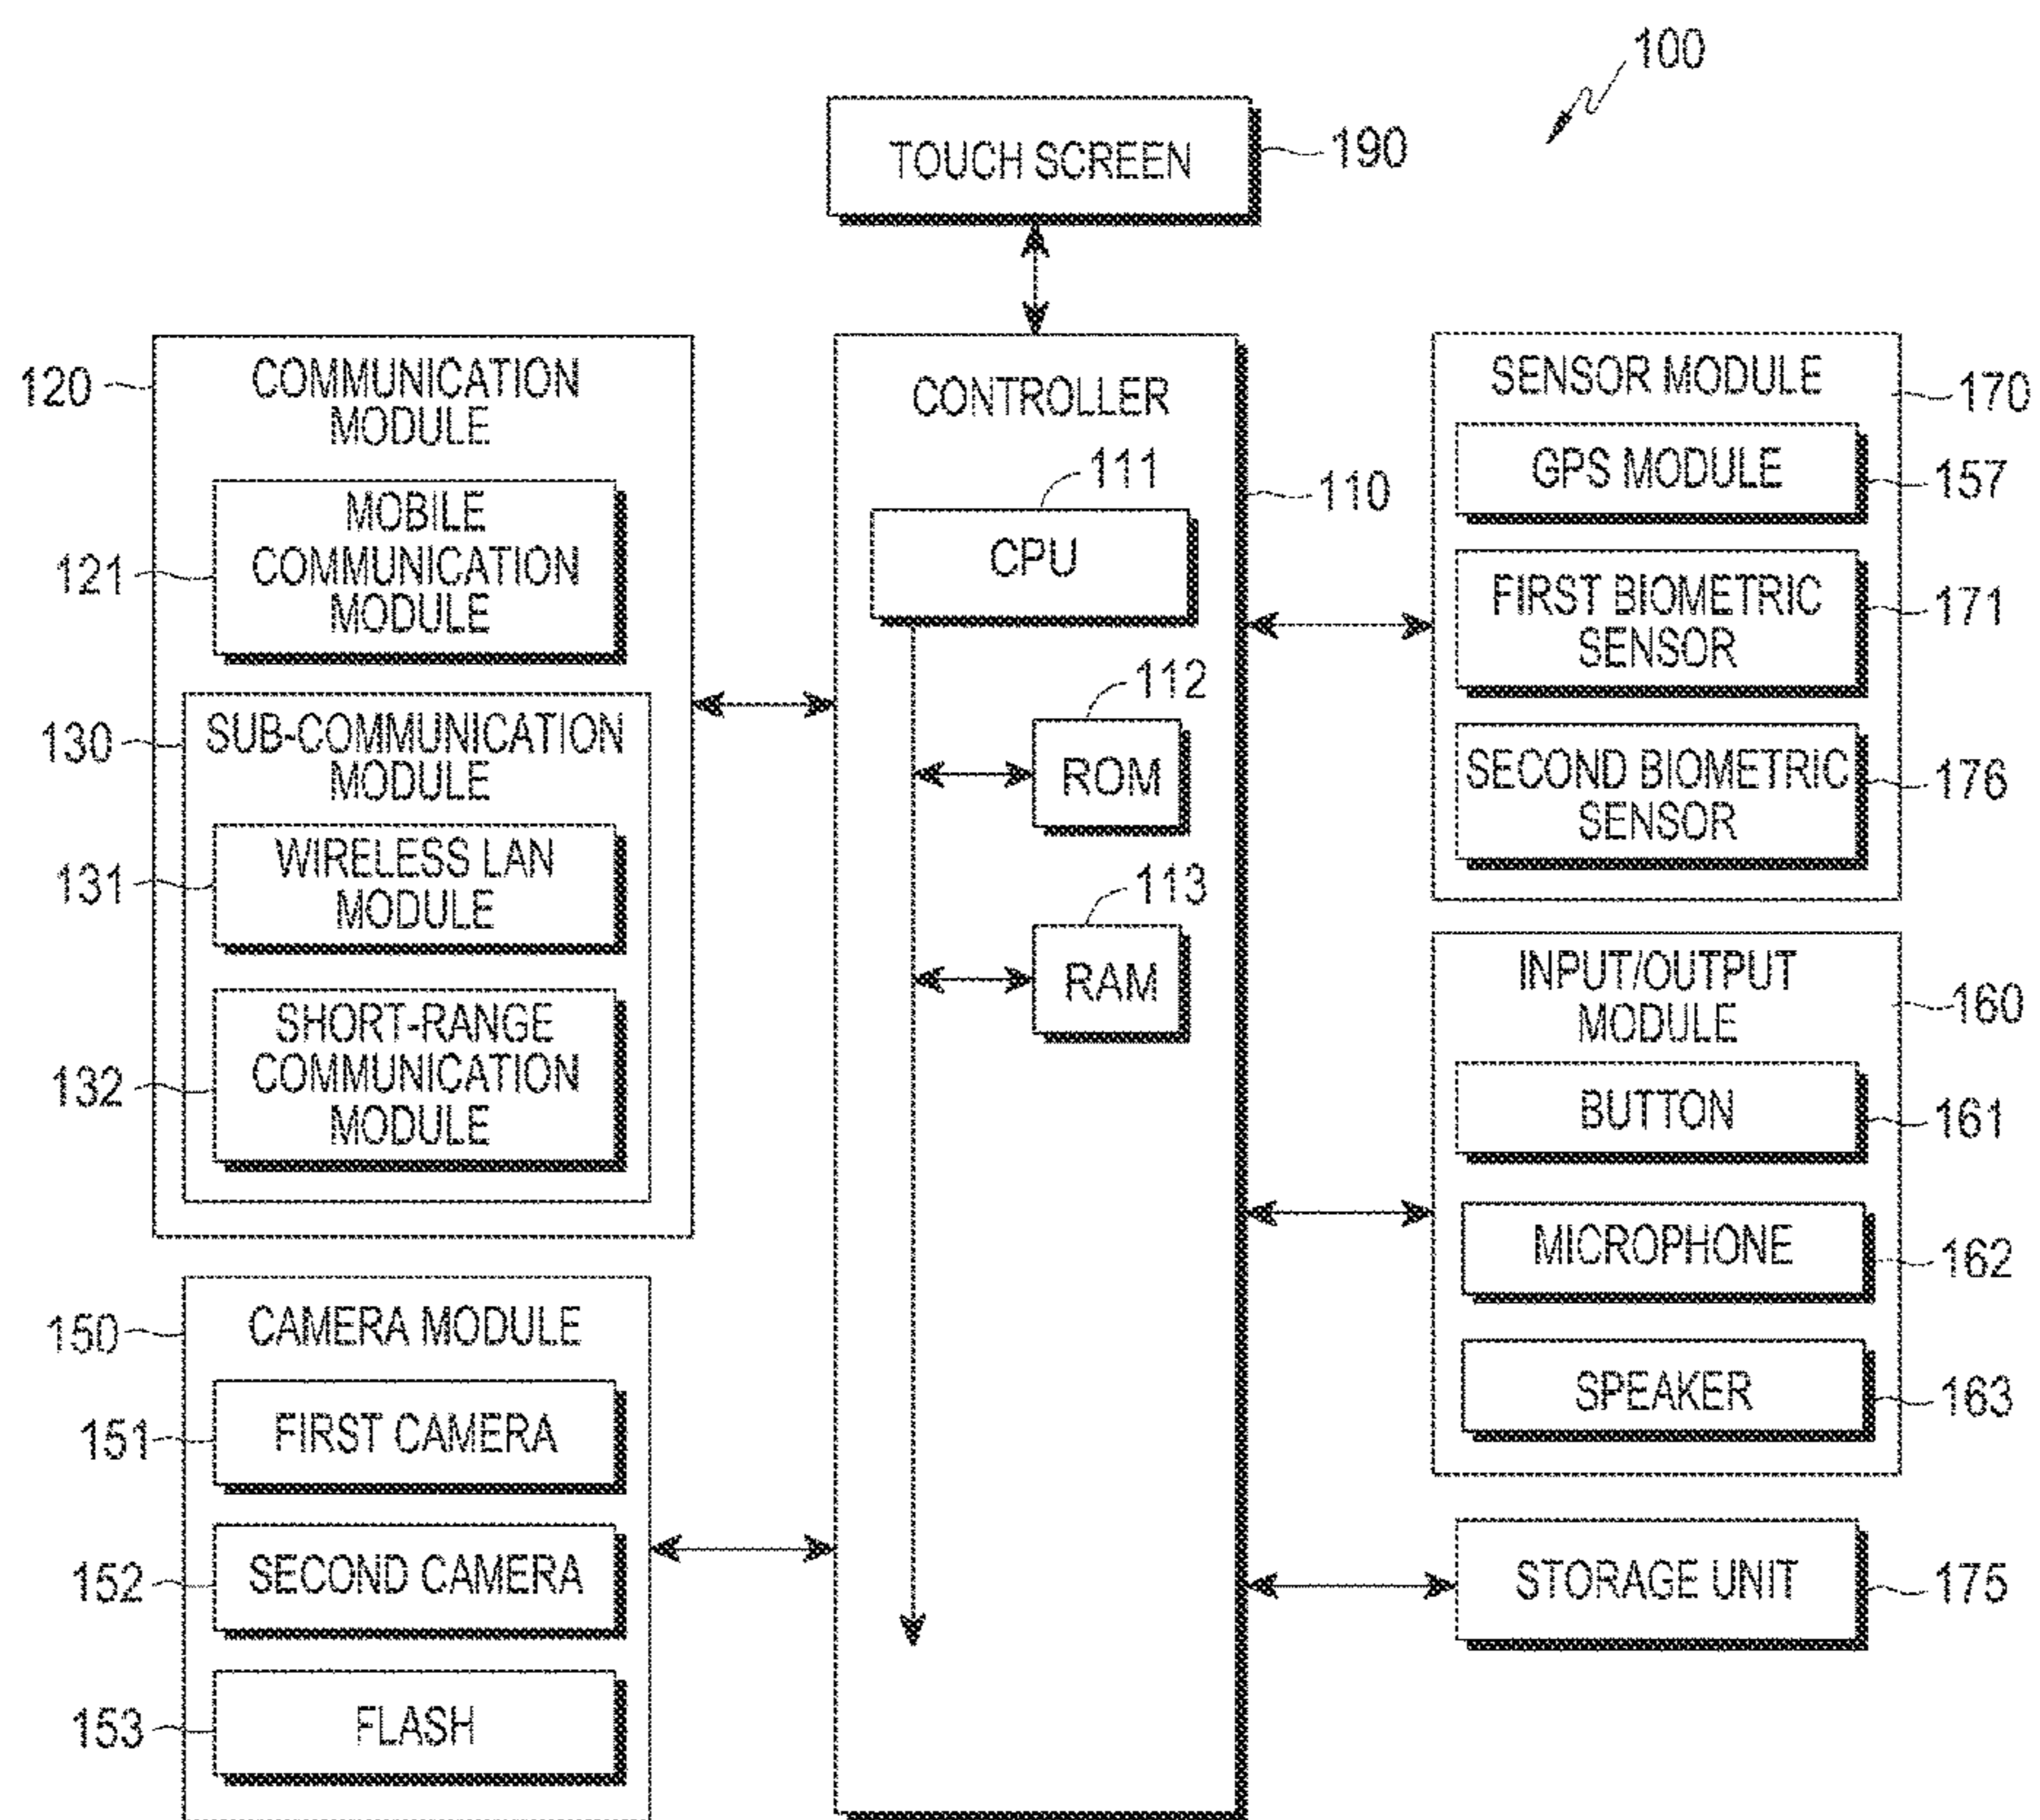 100
TOUCH SCREEN
190
120
COMMUNICATION
MODULE
121
MOBILE
COMMUNICATION
MODULE
130
SUB-COMMUNICATION
MODULE
131
WIRELESS LAN
MODULE
132
SHORT-RANGE
COMMUNICATION
MODULE
150
CAMERA MODULE
151
FIRST CAMERA
152
SECOND CAMERA
153
FLASH
CONTROLLER
110
111
CPU
112
ROM
113
RAM
SENSOR MODULE
170
GPS MODULE
157
FIRST BIOMETRIC
SENSOR
171
SECOND BIOMETRIC
SENSOR
176
INPUT/OUTPUT
MODULE
160
BUTTON
161
MICROPHONE
162
SPEAKER
163
STORAGE UNIT
175